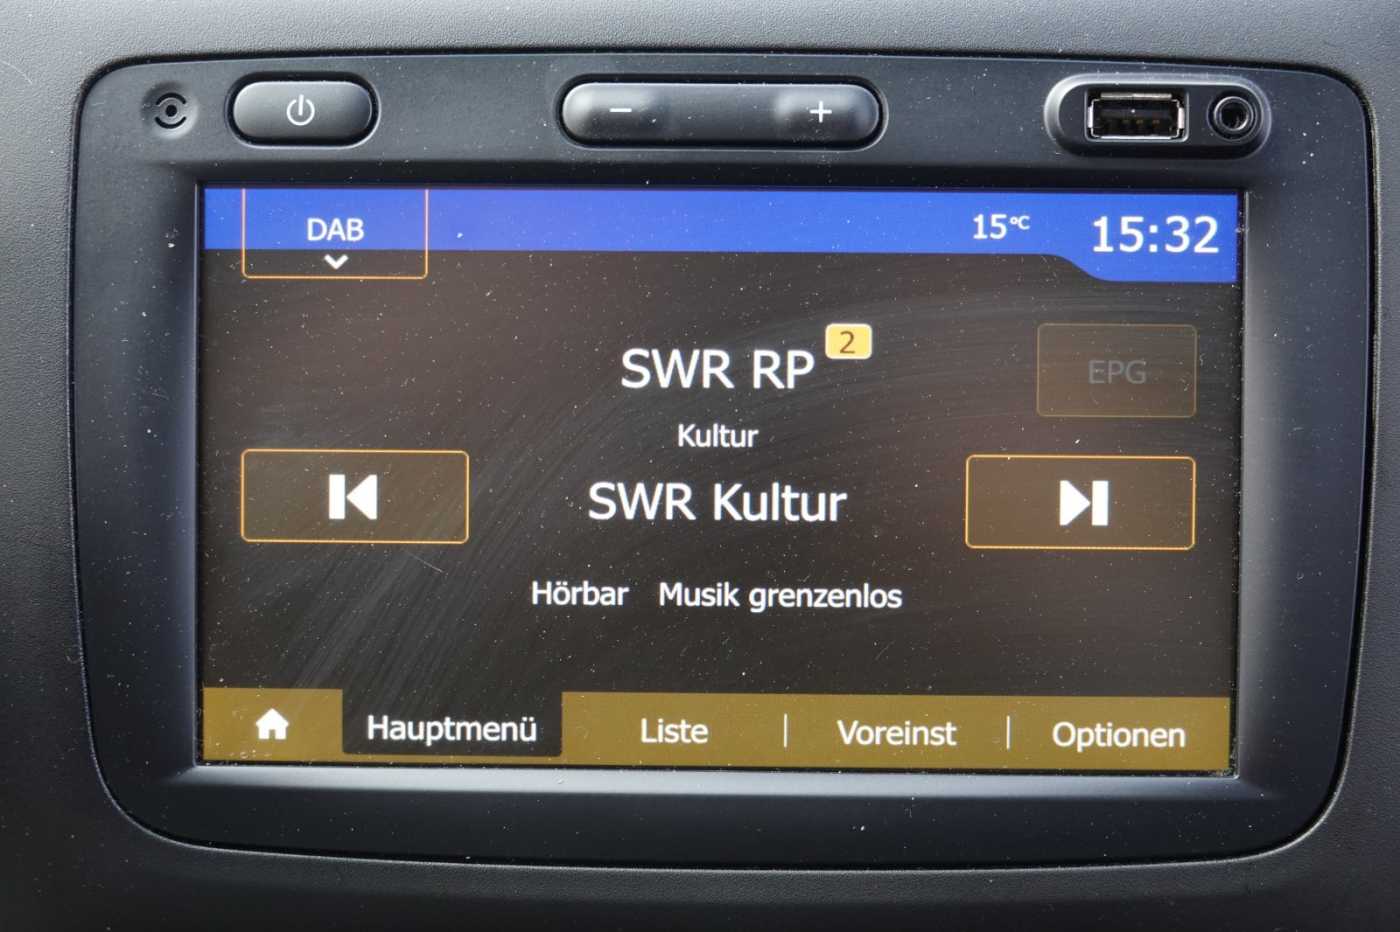 DAB
15°C
15:32
SWR RP 2
EPG
Kultur
SWR Kultur
Hörbar Musik grenzenlos
Hauptmenü Liste | Voreinst | Optionen